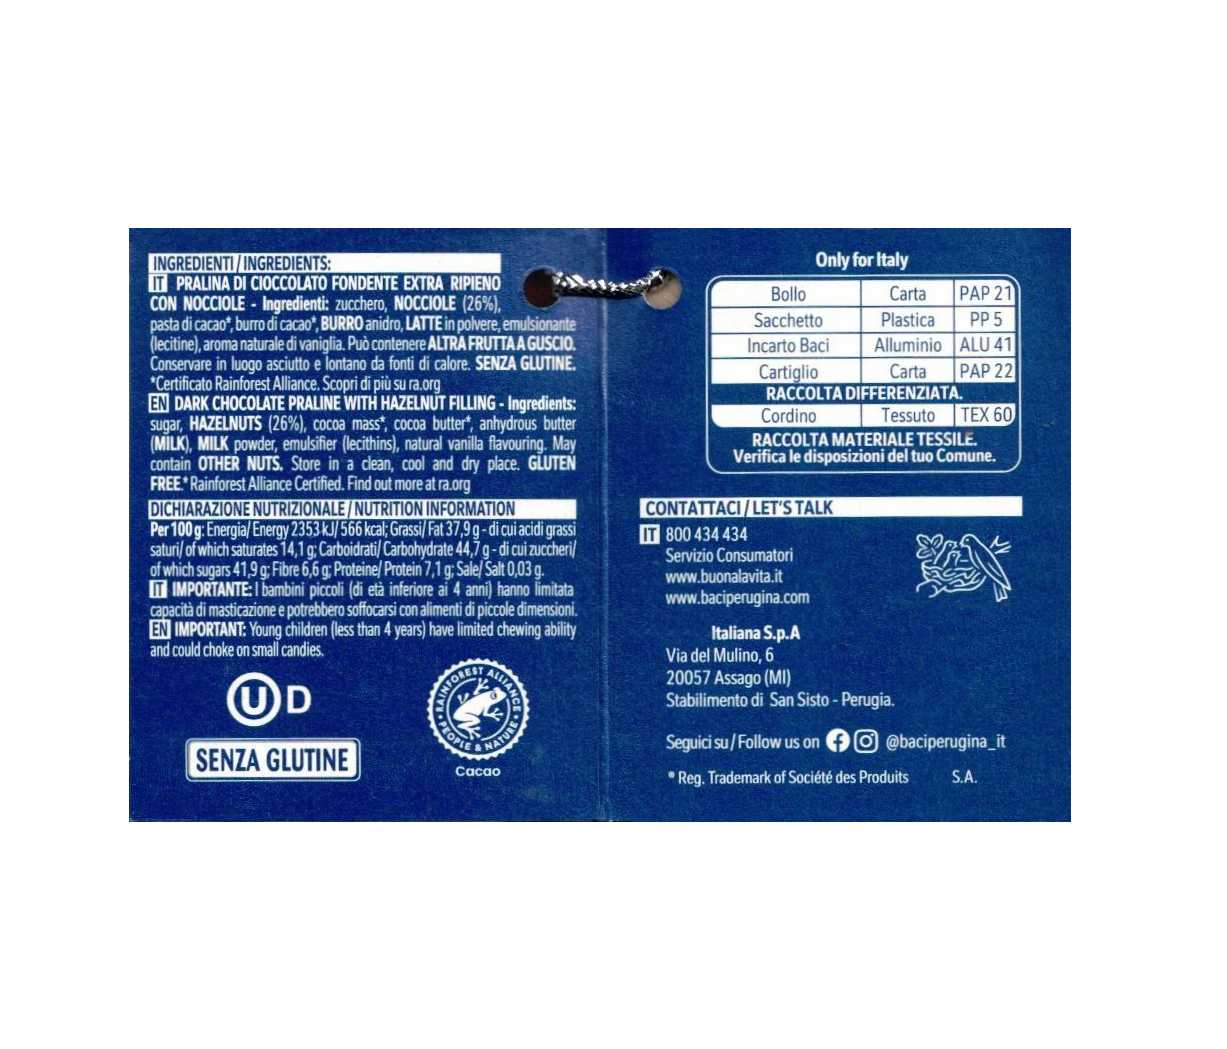 INGREDIENTI / INGREDIENTS:
IT PRALINA DI CIOCCOLATO FONDENTE EXTRA RIPIENO
CON NOCCIOLE - Ingredienti: zucchero, NOCCIOLE (26%),
pasta di cacao*, burro di cacao*, BURRO anidro, LATTE in polvere, emulsionante
(lecitine), aroma naturale di vaniglia. Può contenere ALTRA FRUTTA A GUSCIO.
Conservare in luogo asciutto e lontano da fonti di calore. SENZA GLUTINE.
*Certificato Rainforest Alliance. Scopri di più su ra.org
EN DARK CHOCOLATE PRALINE WITH HAZELNUT FILLING - Ingredients:
sugar, HAZELNUTS (26%), cocoa mass*, cocoa butter*, anhydrous butter
(MILK), MILK powder, emulsifier (lecithins), natural vanilla flavouring. May
contain OTHER NUTS. Store in a clean, cool and dry place. GLUTEN
FREE.* Rainforest Alliance Certified. Find out more at ra.org
DICHIARAZIONE NUTRIZIONALE / NUTRITION INFORMATION
Per 100 g: Energia/ Energy 2353 kJ/ 566 kcal; Grassi/ Fat 37,9 g - di cui acidi grassi
saturi/ of which saturates 14,1 g; Carboidrati/ Carbohydrate 44,7 g - di cui zuccheri/
of which sugars 41,9 g; Fibre 6,6 g; Proteine/ Protein 7,1 g; Sale/ Salt 0,03 g.
IT IMPORTANTE: I bambini piccoli (di età inferiore ai 4 anni) hanno limitata
capacità di masticazione e potrebbero soffocarsi con alimenti di piccole dimensioni.
EN IMPORTANT: Young children (less than 4 years) have limited chewing ability
and could choke on small candies.
U D
SENZA GLUTINE
RAINFOREST ALLIANCE
PEOPLE & NATURE
Cacao
Only for Italy
Bollo Carta PAP 21
Sacchetto Plastica PP 5
Incarto Baci Alluminio ALU 41
Cartiglio Carta PAP 22
RACCOLTA DIFFERENZIATA.
Cordino Tessuto TEX 60
RACCOLTA MATERIALE TESSILE.
Verifica le disposizioni del tuo Comune.
CONTATTACI / LET'S TALK
IT 800 434 434
Servizio Consumatori
www.buonalavita.it
www.baciperugina.com
Italiana S.p.A
Via del Mulino, 6
20057 Assago (MI)
Stabilimento di San Sisto - Perugia.
Seguici su / Follow us on @baciperugina_it
® Reg. Trademark of Société des Produits S.A.